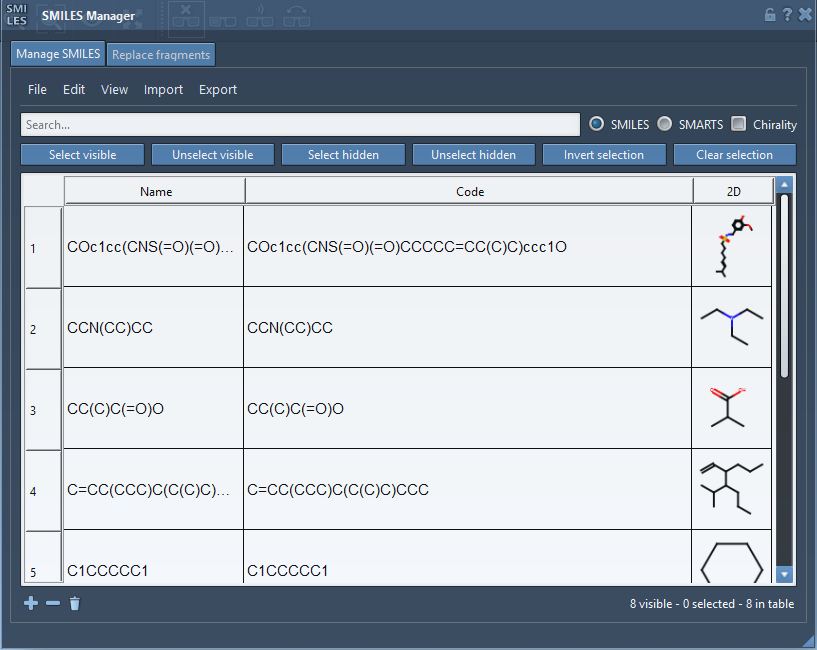 SMI
LES
SMILES Manager
Manage SMILES
Replace fragments
File Edit View Import Export
Search...
SMILES SMARTS Chirality
Select visible Unselect visible Select hidden Unselect hidden Invert selection Clear selection
Name Code 2D
1 COc1cc(CNS(=O)(=O)... COc1cc(CNS(=O)(=O)CCCCC=CC(C)C)ccc1O
2 CCN(CC)CC CCN(CC)CC
3 CC(C)C(=O)O CC(C)C(=O)O
4 C=CC(CCC)C(C(C)C)... C=CC(CCC)C(C(C)C)CCC
5 C1CCCCC1 C1CCCCC1
8 visible - 0 selected - 8 in table